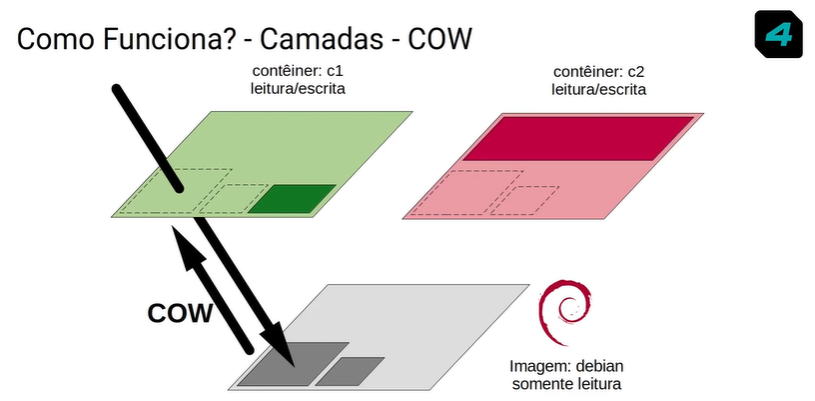 Como Funciona? - Camadas - COW
4
contêiner: c1
leitura/escrita
contêiner: c2
leitura/escrita
COW
Imagem: debian
somente leitura